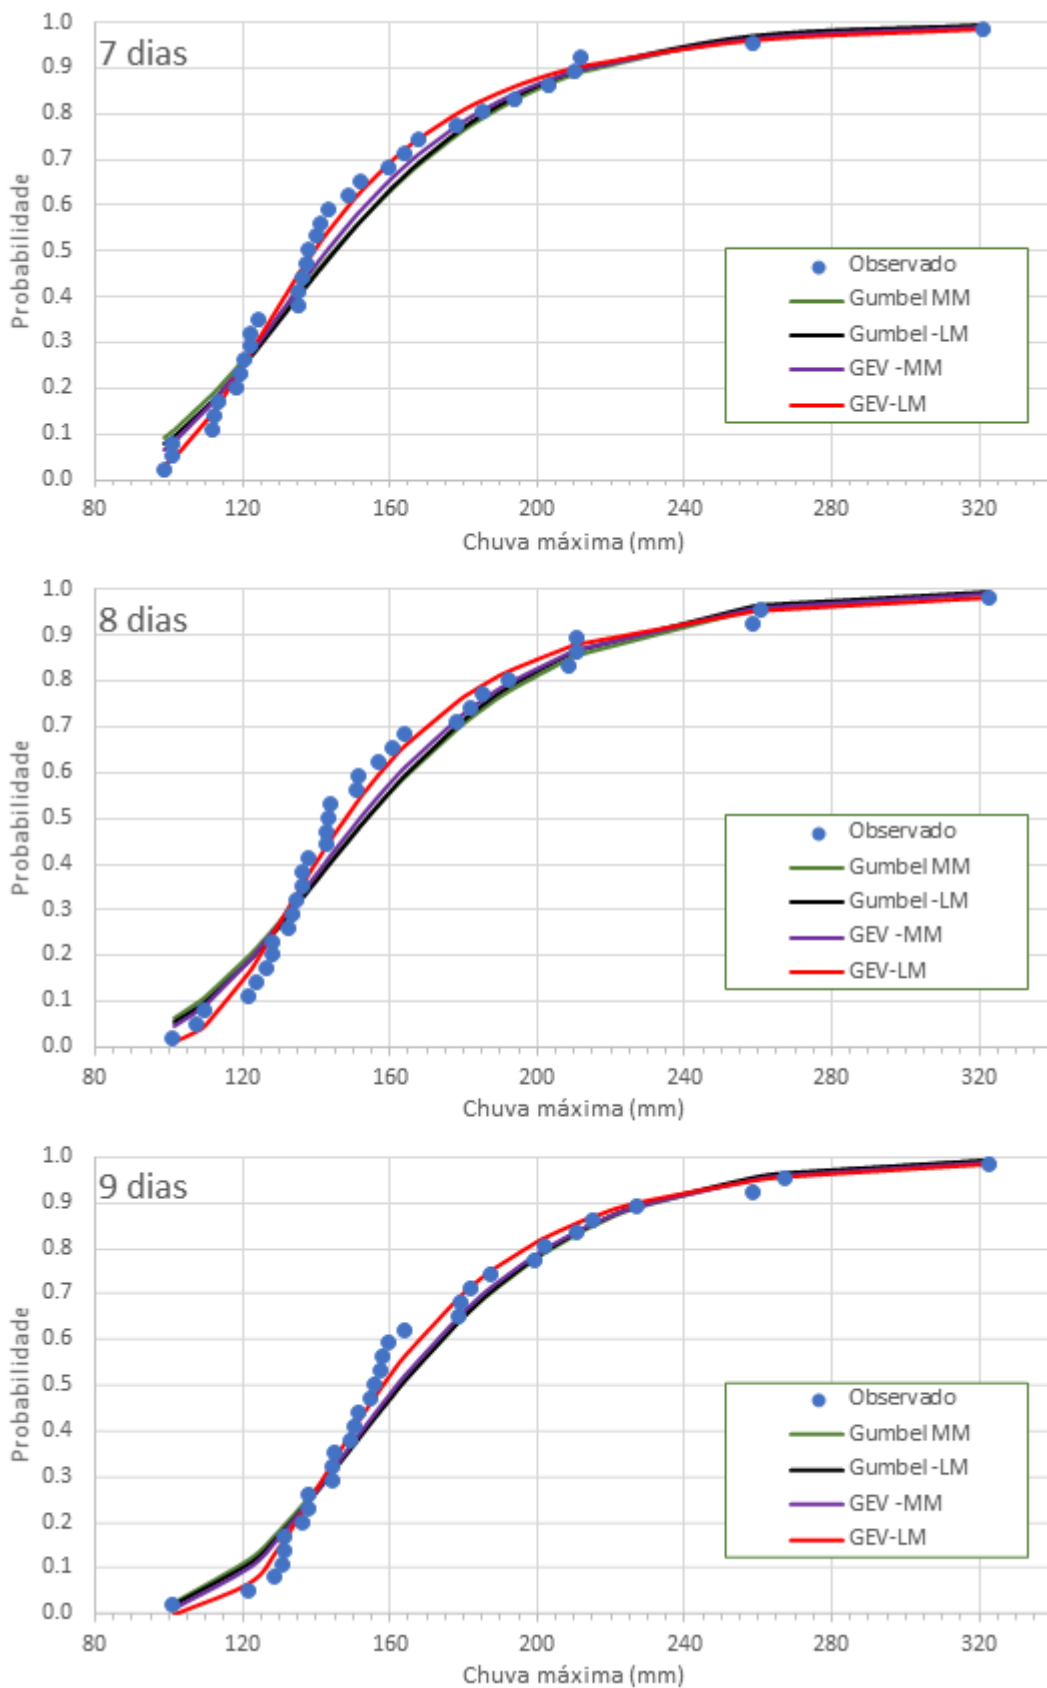 7 dias
1.0
0.9
0.8
0.7
0.6
0.5
0.4
0.3
0.2
0.1
0.0
Probabilidade
80 120 160 200 240 280 320
Chuva máxima (mm)
Observado
Gumbel MM
Gumbel -LM
GEV -MM
GEV-LM
8 dias
1.0
0.9
0.8
0.7
0.6
0.5
0.4
0.3
0.2
0.1
0.0
Probabilidade
80 120 160 200 240 280 320
Chuva máxima (mm)
Observado
Gumbel MM
Gumbel -LM
GEV -MM
GEV-LM
9 dias
1.0
0.9
0.8
0.7
0.6
0.5
0.4
0.3
0.2
0.1
0.0
Probabilidade
80 120 160 200 240 280 320
Chuva máxima (mm)
Observado
Gumbel MM
Gumbel -LM
GEV -MM
GEV-LM